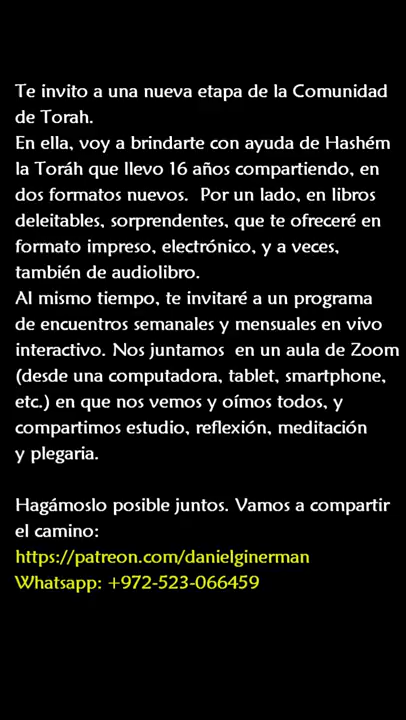 Te invito a una nueva etapa de la Comunidad
de Torah.
En ella, voy a brindarte con ayuda de Hashém
la Toráh que llevo 16 años compartiendo, en
dos formatos nuevos.  Por un lado, en libros
deleitables, sorprendentes, que te ofreceré en
formato impreso, electrónico, y a veces,
también de audiolibro.
Al mismo tiempo, te invitaré a un programa
de encuentros semanales y mensuales en vivo
interactivo. Nos juntamos  en un aula de Zoom
(desde una computadora, tablet, smartphone,
etc.) en que nos vemos y oímos todos, y
compartimos estudio, reflexión, meditación
y plegaria.

Hagámoslo posible juntos. Vamos a compartir
el camino:
https://patreon.com/danielginerman
Whatsapp: +972-523-066459